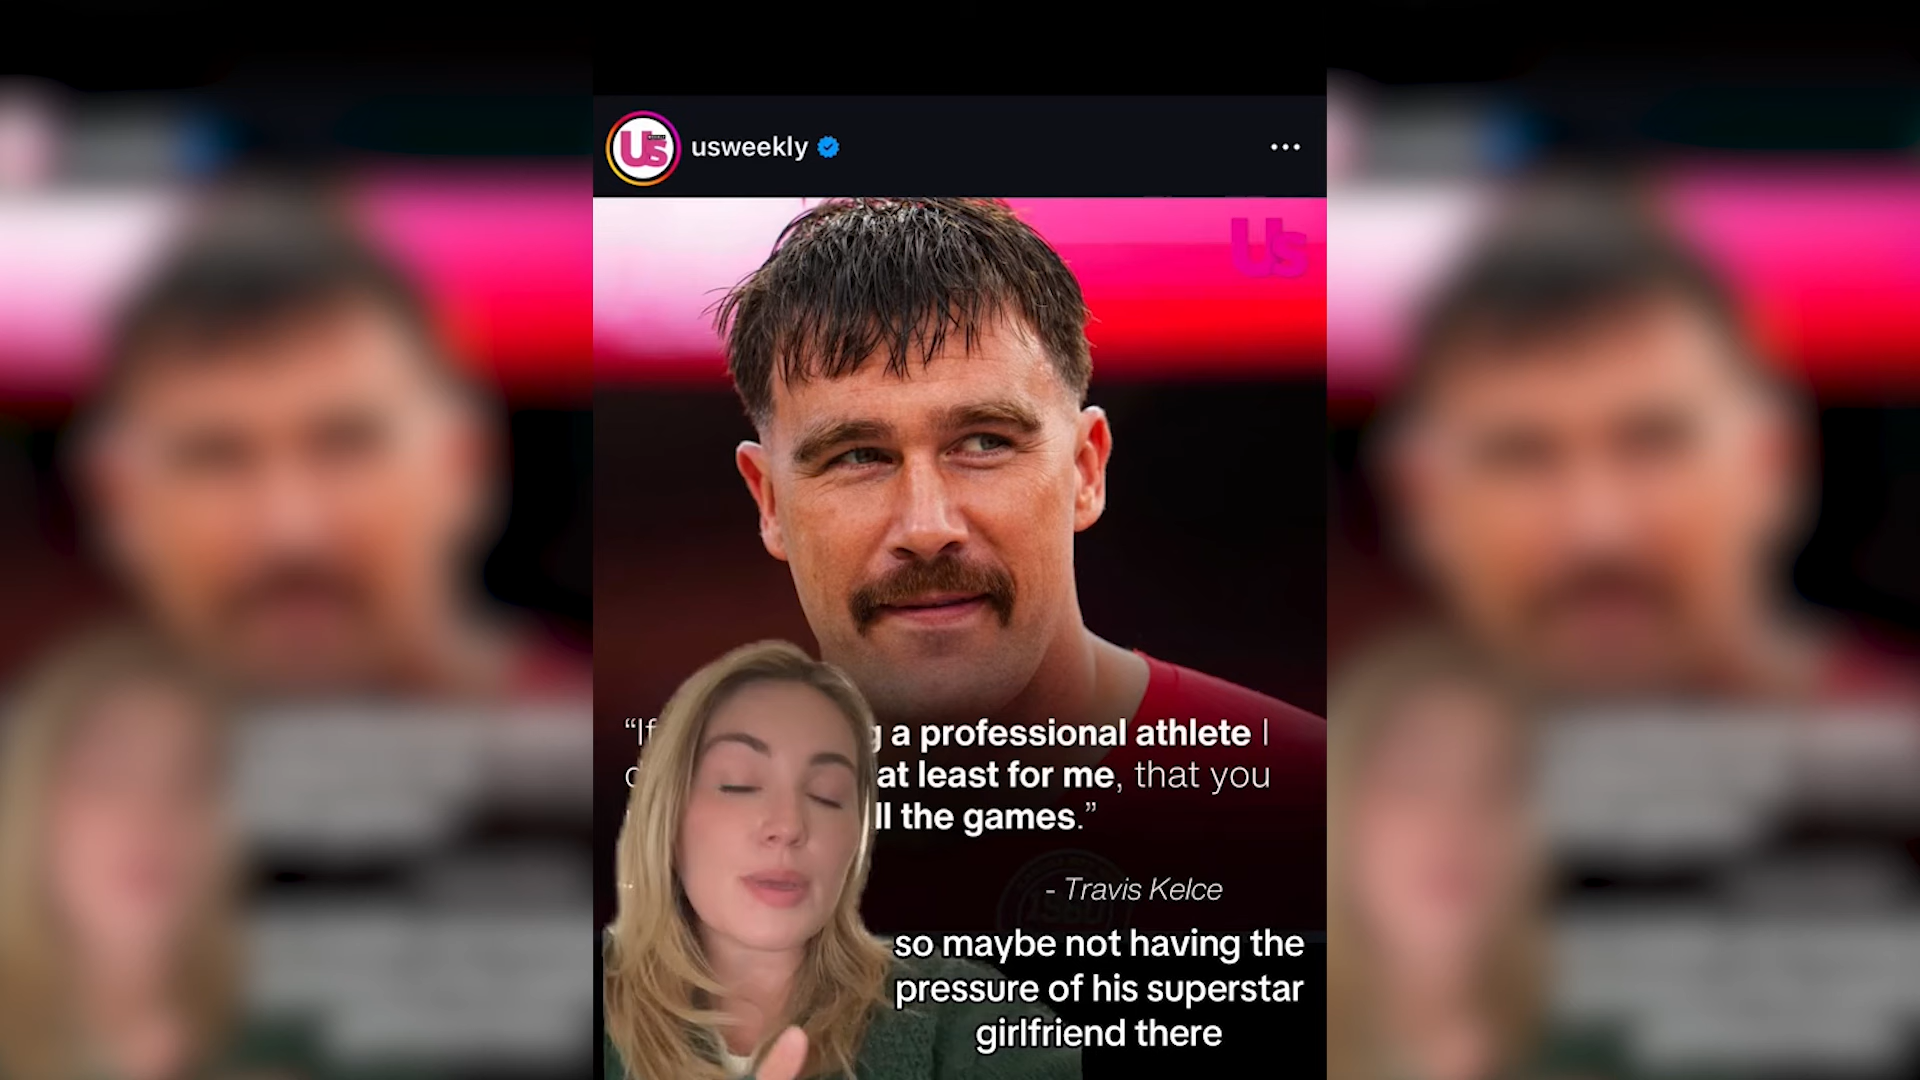 Us
usweekly
Us
“If a professional athlete I
at least for me, that you
the games.”
- Travis Kelce
so maybe not having the
pressure of his superstar
girlfriend there